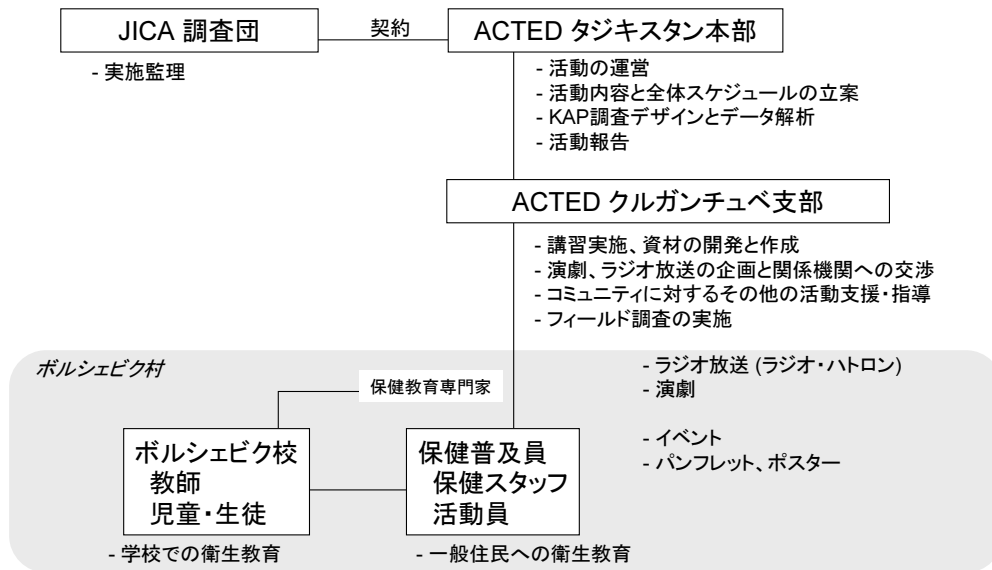 JICA 調査団
契約
ACTED タジキスタン本部
- 実施監理
- 活動の運営
- 活動内容と全体スケジュールの立案
- KAP調査デザインとデータ解析
- 活動報告
ACTED クルガンチュベ支部
- 講習実施、資材の開発と作成
- 演劇、ラジオ放送の企画と関係機関への交渉
- コミュニティに対するその他の活動支援・指導
- フィールド調査の実施
ボルシェビク村
- ラジオ放送 (ラジオ・ハトロン)
- 演劇
保健教育専門家
- イベント
- パンフレット、ポスター
ボルシェビク校
教師
児童・生徒
保健普及員
保健スタッフ
活動員
- 学校での衛生教育
- 一般住民への衛生教育